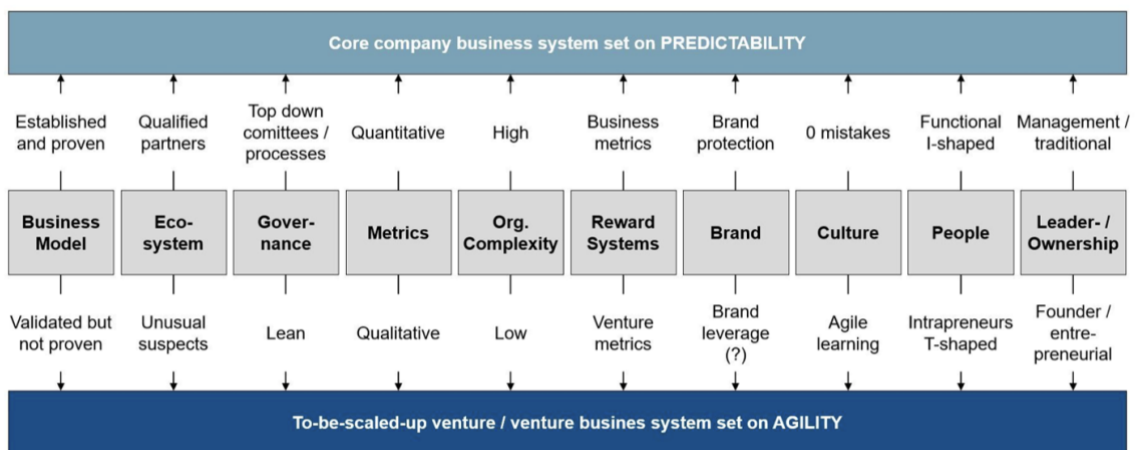 Core company business system set on PREDICTABILITY
Established
and proven
Qualified
partners
Top down
comittees /
processes
Quantitative
High
Business
metrics
Brand
protection
0 mistakes
Functional
I-shaped
Management /
traditional
Business
Model
Eco-
system
Gover-
nance
Metrics
Org.
Complexity
Reward
Systems
Brand
Culture
People
Leader- /
Ownership
Validated but
not proven
Unusual
suspects
Lean
Qualitative
Low
Venture
metrics
Brand
leverage
(?)
Agile
learning
Intrapreneurs
T-shaped
Founder /
entre-
preneurial
To-be-scaled-up venture / venture busines system set on AGILITY